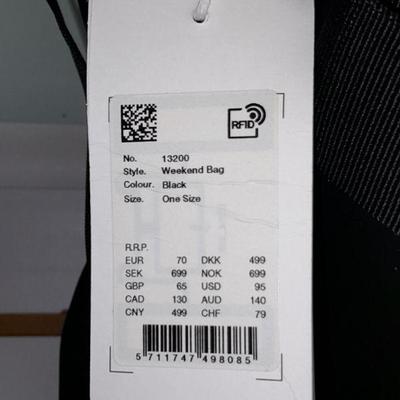 RFID
No. 13200
Style. Weekend Bag
Colour. Black
Size. One Size
R.R.P.
EUR 70 DKK 499
SEK 699 NOK 699
GBP 65 USD 95
CAD 130 AUD 140
CNY 499 CHF 79
5 711747 498085